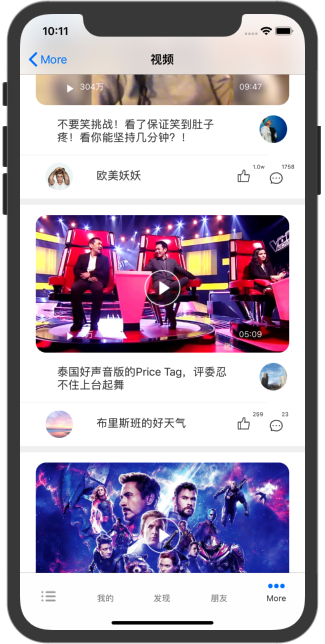 10:11
More
视频
304万
09:47
不要笑挑战！看了保证笑到肚子
疼！看你能坚持几分钟？！
欧美妖妖
1.0w
1758
05:09
泰国好声音版的Price Tag，评委忍
不住上台起舞
布里斯班的好天气
259
23
我的
发现
朋友
More